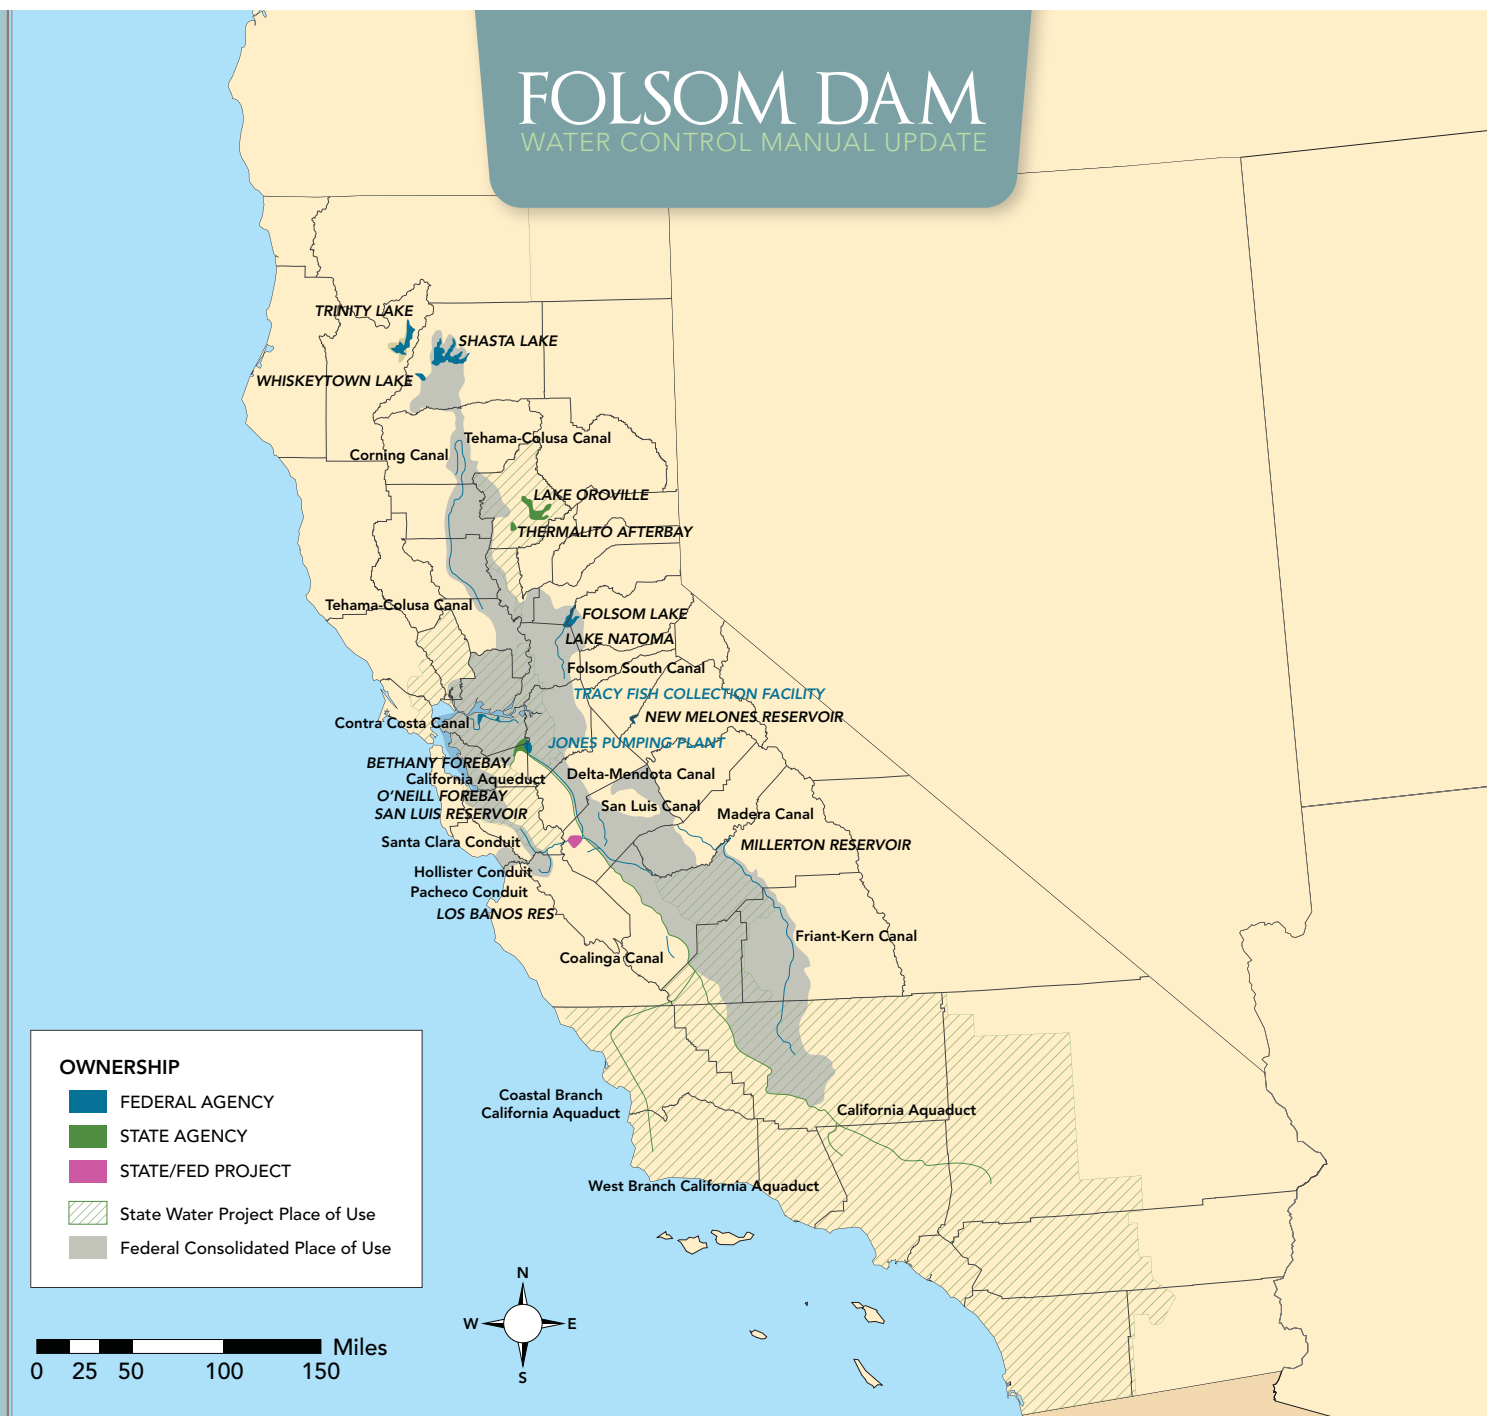 FOLSOM DAM
WATER CONTROL MANUAL UPDATE
TRINITY LAKE
SHASTA LAKE
WHISKEYTOWN LAKE
Tehama-Colusa Canal
Corning Canal
LAKE OROVILLE
THERMALITO AFTERBAY
Tehama-Colusa Canal
FOLSOM LAKE
LAKE NATOMA
Folsom South Canal
TRACY FISH COLLECTION FACILITY
NEW MELONES RESERVOIR
Contra Costa Canal
JONES PUMPING PLANT
BETHANY FOREBAY
California Aqueduct
Delta-Mendota Canal
O'NEILL FOREBAY
San Luis Canal
SAN LUIS RESERVOIR
Madera Canal
Santa Clara Conduit
MILLERTON RESERVOIR
Hollister Conduit
Pacheco Conduit
LOS BANOS RES
Friant-Kern Canal
Coalinga Canal
Coastal Branch
California Aquaduct
California Aquaduct
West Branch California Aquaduct
OWNERSHIP
FEDERAL AGENCY
STATE AGENCY
STATE/FED PROJECT
State Water Project Place of Use
Federal Consolidated Place of Use
N
W E
S
Miles
0 25 50 100 150